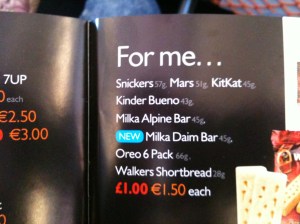 For me...
7UP
Snickers 57g, Mars 51g, KitKat 45g,
each
Kinder Bueno 43g,
€2.50
Milka Alpine Bar 45g,
€3.00
NEW Milka Daim Bar 45g,
Oreo 6 Pack 66g,
Walkers Shortbread 28g
£1.00 €1.50 each